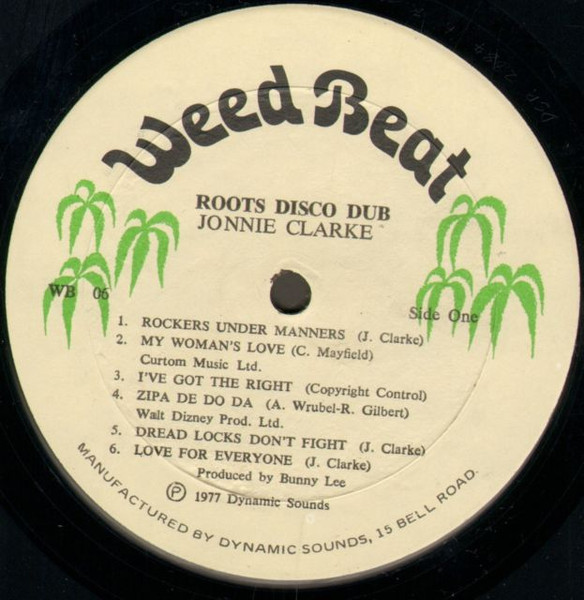 Weed Beat
ROOTS DISCO DUB
JONNIE CLARKE
WB 06
Side One
1. ROCKERS UNDER MANNERS (J. Clarke)
2. MY WOMAN'S LOVE (C. Mayfield)
Curtom Music Ltd.
3. I'VE GOT THE RIGHT (Copyright Control)
4. ZIPA DE DO DA (A. Wrubel-R. Gilbert)
Walt Dizney Prod. Ltd.
5. DREAD LOCKS DON'T FIGHT (J. Clarke)
6. LOVE FOR EVERYONE (J. Clarke)
Produced by Bunny Lee
Ⓟ 1977 Dynamic Sounds
MANUFACTURED BY DYNAMIC SOUNDS, 15 BELL ROAD.